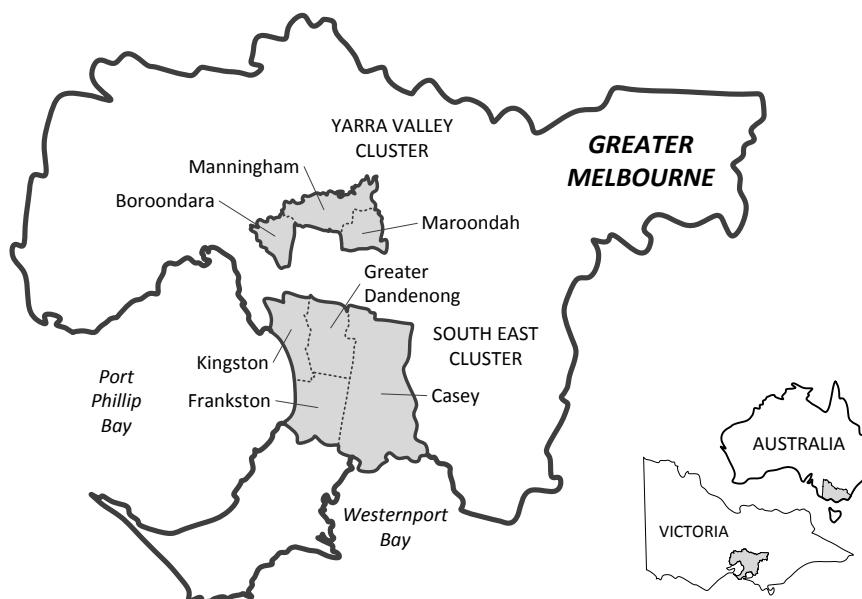 YARRA VALLEY
CLUSTER
GREATER
MELBOURNE
Manningham
Boroondara
Maroondah
Greater
Dandenong
SOUTH EAST
CLUSTER
Kingston
Port
Phillip
Bay
Frankston
Casey
AUSTRALIA
Westernport
Bay
VICTORIA